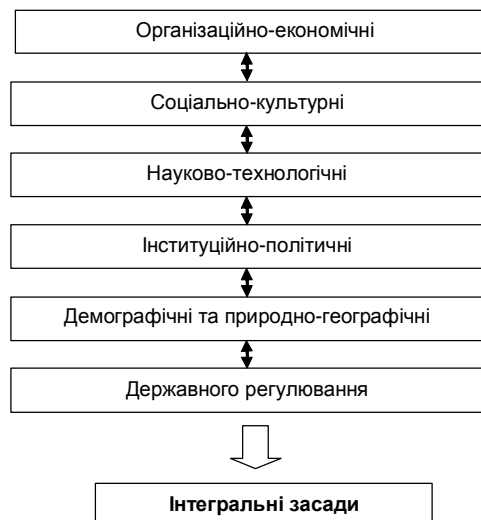 Організаційно-економічні
Соціально-культурні
Науково-технологічні
Інституційно-політичні
Демографічні та природно-географічні
Державного регулювання
Інтегральні засади